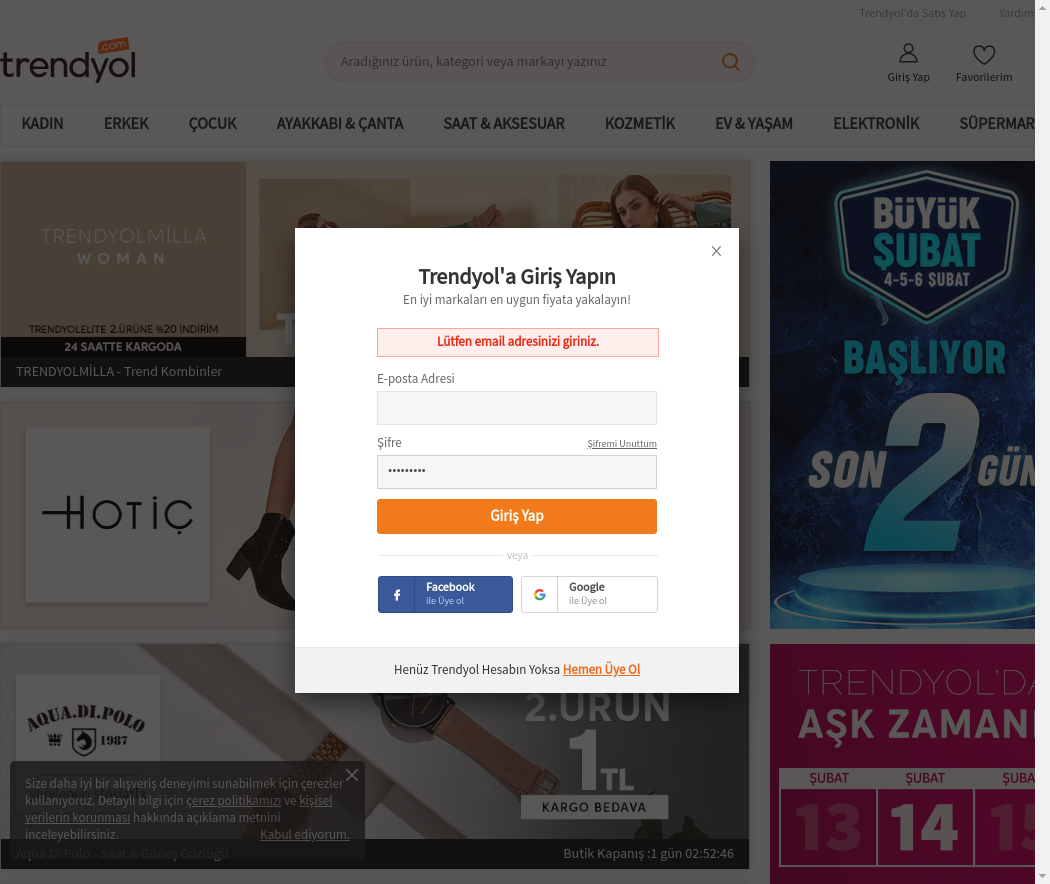 Trendyol'da Satış Yap
Yardım
trendyol
.com
Aradığınız ürün, kategori veya markayı yazınız
Giriş Yap
Favorilerim
KADIN
ERKEK
ÇOCUK
AYAKKABI & ÇANTA
SAAT & AKSESUAR
KOZMETİK
EV & YAŞAM
ELEKTRONİK
SÜPERMAR
TRENDYOLMİLLA
WOMAN
TRENDYOLELITE 2.ÜRÜNE %20 İNDİRİM
24 SAATTE KARGODA
TRENDYOLMİLLA - Trend Kombinler
BÜYÜK
ŞUBAT
4-5-6 ŞUBAT
BAŞLIYOR
SON 2 GÜN
Trendyol'a Giriş Yapın
En iyi markaları en uygun fiyata yakalayın!
Lütfen email adresinizi giriniz.
E-posta Adresi
Şifre
Şifremi Unuttum
•••••••••
Giriş Yap
veya
Facebook
ile Üye ol
Google
ile Üye ol
Henüz Trendyol Hesabın Yoksa Hemen Üye Ol
HOTİÇ
AQUA.DI.POLO
1987
2.ÜRÜN
1TL
KARGO BEDAVA
Size daha iyi bir alışveriş deneyimi sunabilmek için çerezler
kullanıyoruz. Detaylı bilgi için çerez politikamızı ve kişisel
verilerin korunması hakkında açıklama metnini
inceleyebilirsiniz.
Kabul ediyorum.
Aqua Di Polo - Saat & Güneş Gözlüğü
Butik Kapanış :1 gün 02:52:46
TRENDYOL'DA
AŞK ZAMANI
ŞUBAT
ŞUBAT
ŞUBA
13
14
15